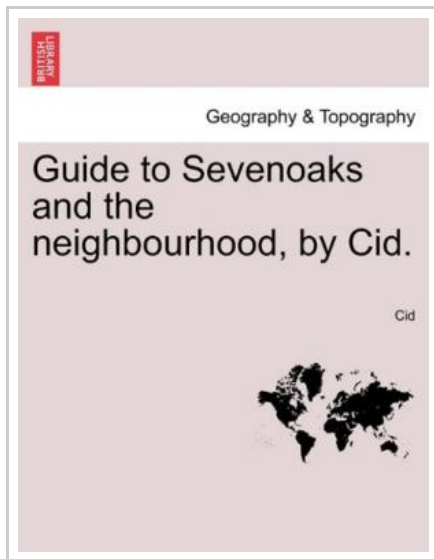 BRITISH
LIBRARY
Geography & Topography
Guide to Sevenoaks
and the
neighbourhood, by Cid.
Cid